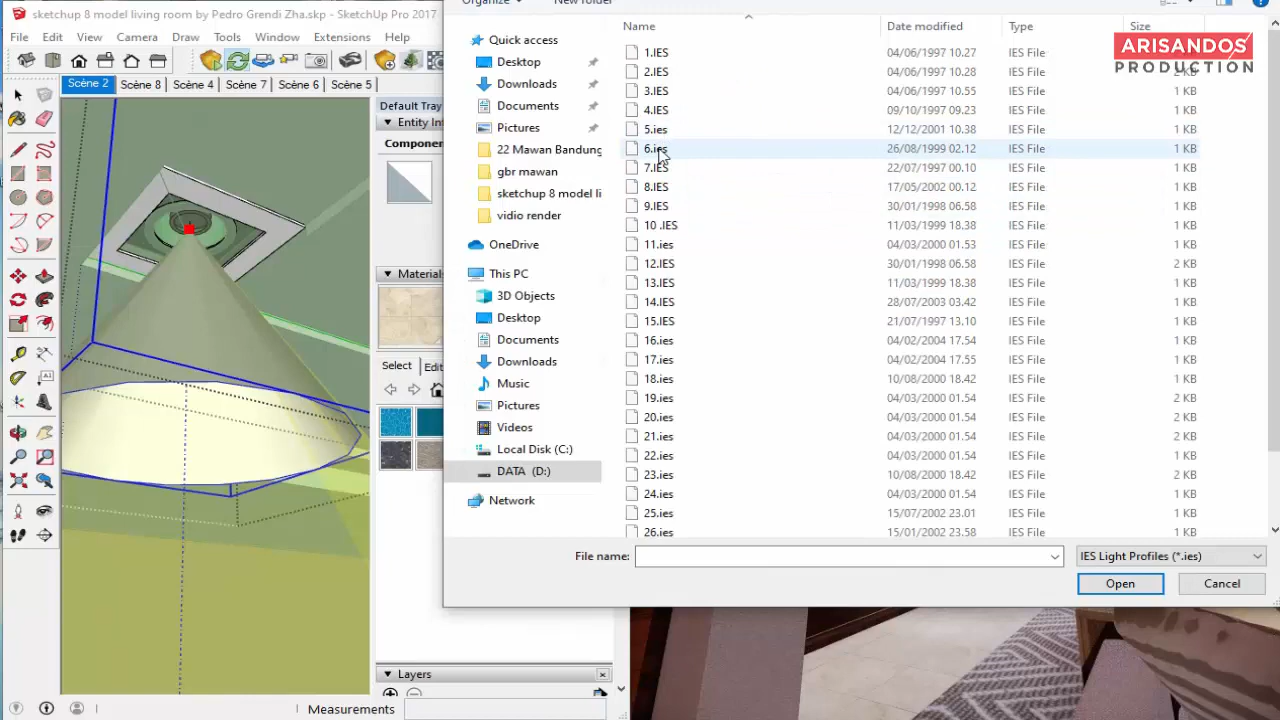 sketchup 8 model living room by Pedro Grendi Zha.skp - SketchUp Pro 2017
File Edit View Camera Draw Tools Window Extensions Help
Scène 2 Scène 8 Scène 4 Scène 7 Scène 6 Scène 5
Default Tray
Entity In
Component
Materials
Select Edit
Layers
Measurements
Organize New folder
Quick access
Desktop
Downloads
Documents
Pictures
22 Mawan Bandung
gbr mawan
sketchup 8 model li
vidio render
OneDrive
This PC
3D Objects
Desktop
Documents
Downloads
Music
Pictures
Videos
Local Disk (C:)
DATA (D:)
Network
Name Date modified Type Size
1.IES 04/06/1997 10.27 IES File 1 KB
2.IES 04/06/1997 10.28 IES File 2 KB
3.IES 04/06/1997 10.55 IES File 1 KB
4.IES 09/10/1997 09.23 IES File 1 KB
5.ies 12/12/2001 10.38 IES File 1 KB
6.ies 26/08/1999 02.12 IES File 1 KB
7.IES 22/07/1997 00.10 IES File 1 KB
8.IES 17/05/2002 00.12 IES File 1 KB
9.IES 30/01/1998 06.58 IES File 1 KB
10 .IES 11/03/1999 18.38 IES File 2 KB
11.ies 04/03/2000 01.53 IES File 1 KB
12.IES 30/01/1998 06.58 IES File 2 KB
13.IES 11/03/1999 18.38 IES File 1 KB
14.IES 28/07/2003 03.42 IES File 1 KB
15.IES 21/07/1997 13.10 IES File 1 KB
16.ies 04/02/2004 17.54 IES File 1 KB
17.ies 04/02/2004 17.55 IES File 1 KB
18.ies 10/08/2000 18.42 IES File 1 KB
19.ies 04/03/2000 01.54 IES File 1 KB
20.ies 04/03/2000 01.54 IES File 1 KB
21.ies 04/03/2000 01.54 IES File 1 KB
22.ies 04/03/2000 01.54 IES File 1 KB
23.ies 10/08/2000 18.42 IES File 2 KB
24.ies 04/03/2000 01.54 IES File 1 KB
25.ies 15/07/2002 23.01 IES File 1 KB
26.ies 15/01/2002 23.58 IES File 1 KB
File name: IES Light Profiles (*.ies)
Open Cancel
ARISANDOS
PRODUCTION